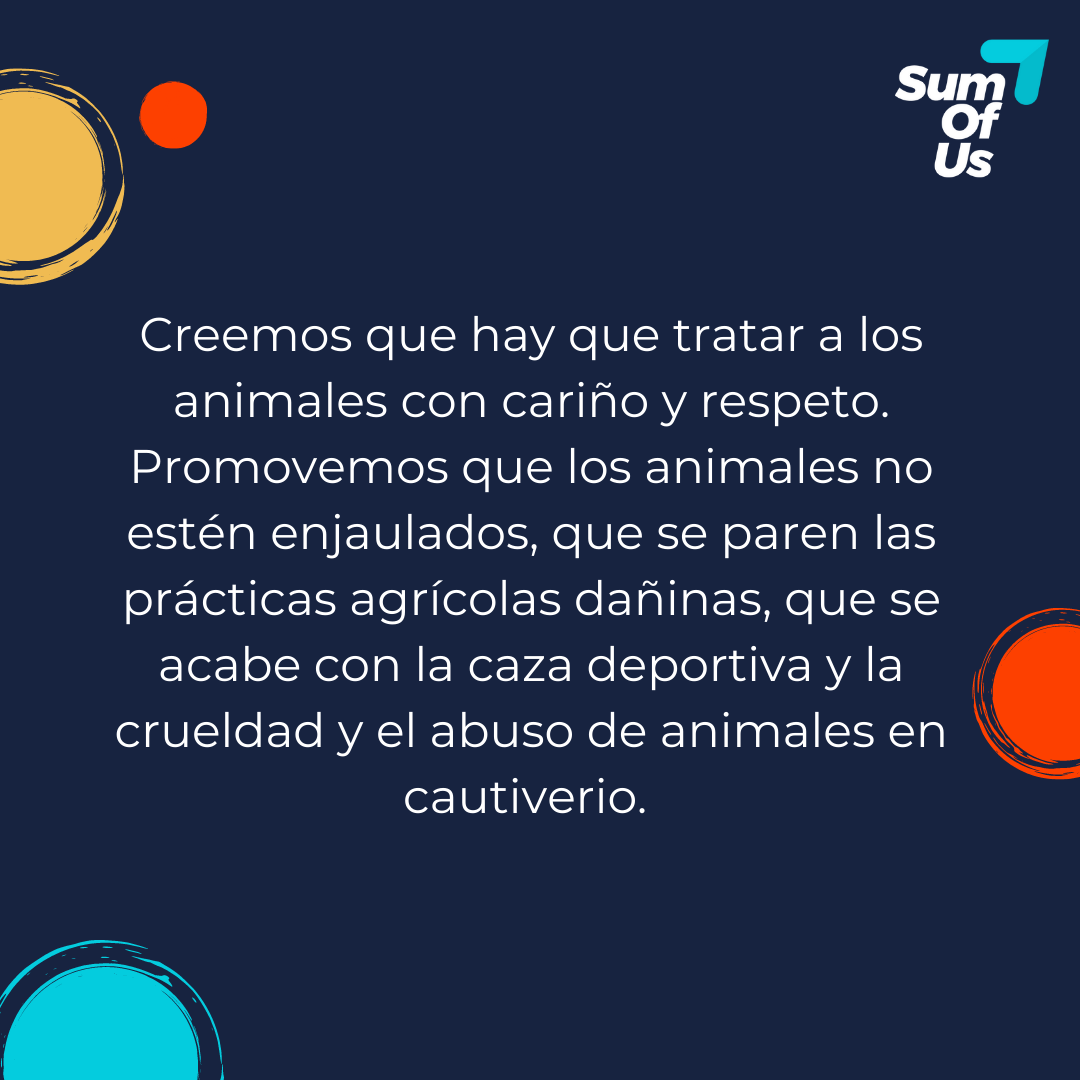 Sum
Of
Us
Creemos que hay que tratar a los
animales con cariño y respeto.
Promovemos que los animales no
estén enjaulados, que se paren las
prácticas agrícolas dañinas, que se
acabe con la caza deportiva y la
crueldad y el abuso de animales en
cautiverio.